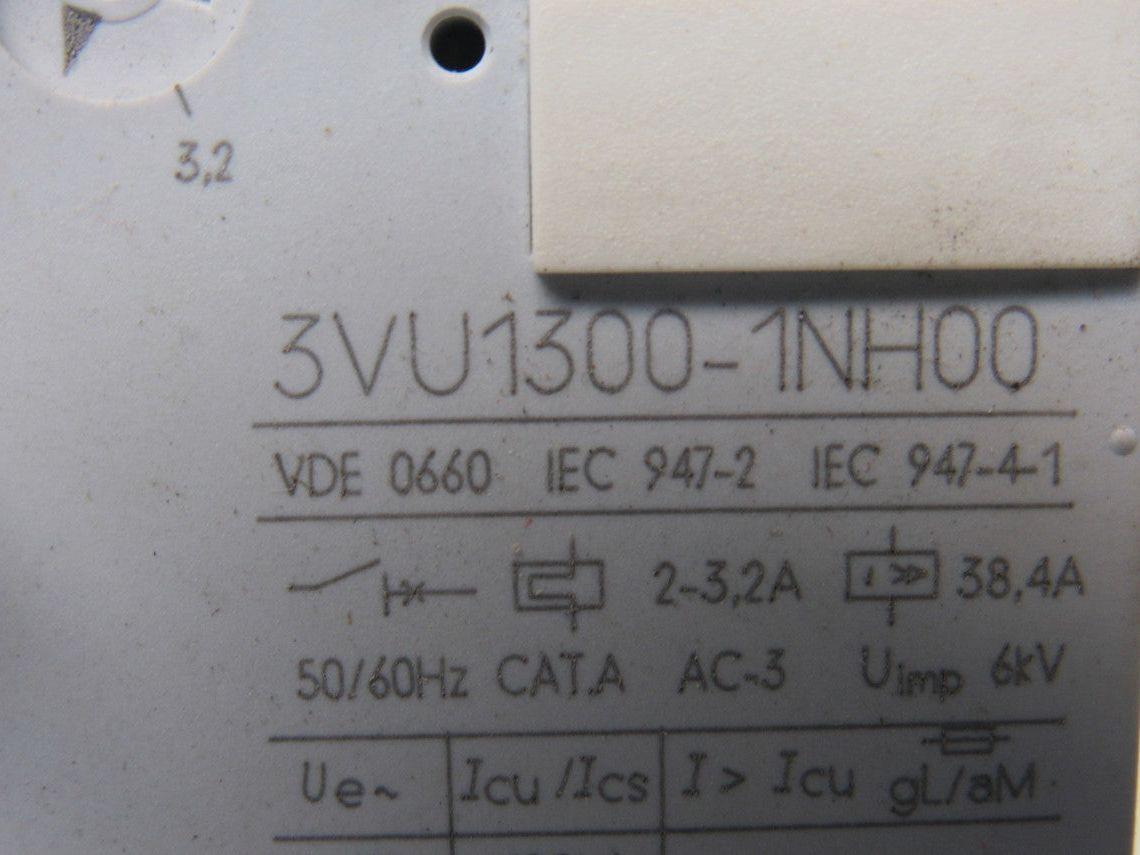 3,2
3VU1300-1NH00
VDE 0660 IEC 947-2 IEC 947-4-1
2-3,2A I >> 38,4A
50/60Hz CAT.A AC-3 Uimp 6kV
Ue~ Icu/Ics I > Icu gL/aM